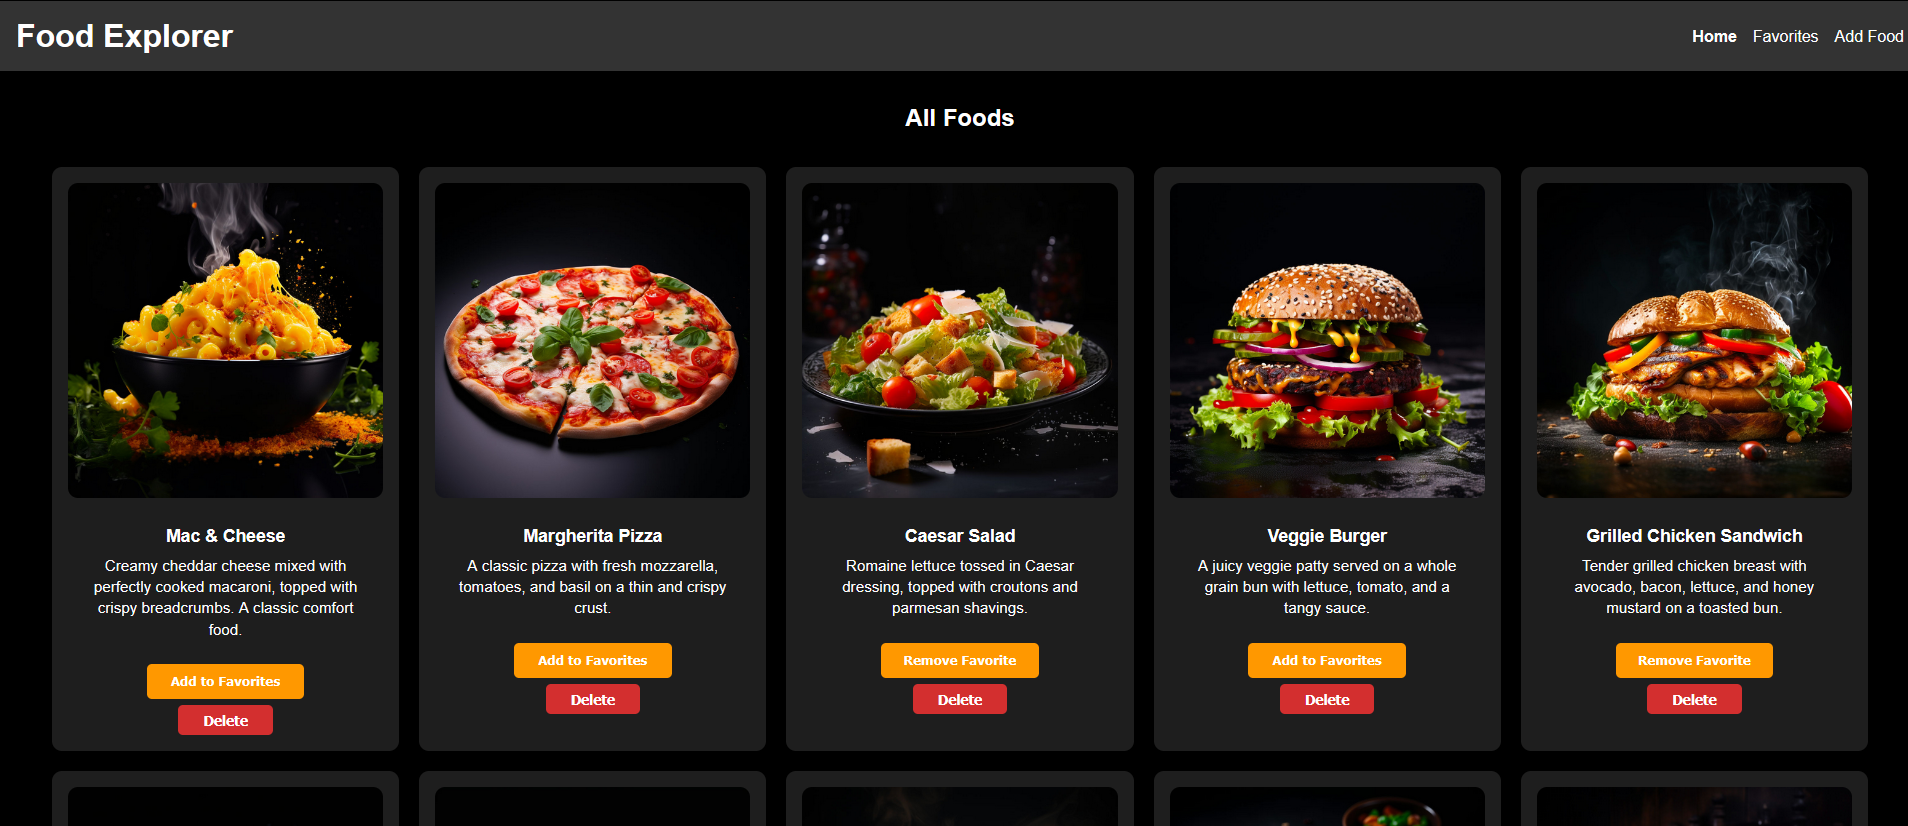 Food Explorer
Home Favorites Add Food
All Foods
Mac & Cheese
Creamy cheddar cheese mixed with
perfectly cooked macaroni, topped with
crispy breadcrumbs. A classic comfort
food.
Add to Favorites
Delete
Margherita Pizza
A classic pizza with fresh mozzarella,
tomatoes, and basil on a thin and crispy
crust.
Add to Favorites
Delete
Caesar Salad
Romaine lettuce tossed in Caesar
dressing, topped with croutons and
parmesan shavings.
Remove Favorite
Delete
Veggie Burger
A juicy veggie patty served on a whole
grain bun with lettuce, tomato, and a
tangy sauce.
Add to Favorites
Delete
Grilled Chicken Sandwich
Tender grilled chicken breast with
avocado, bacon, lettuce, and honey
mustard on a toasted bun.
Remove Favorite
Delete